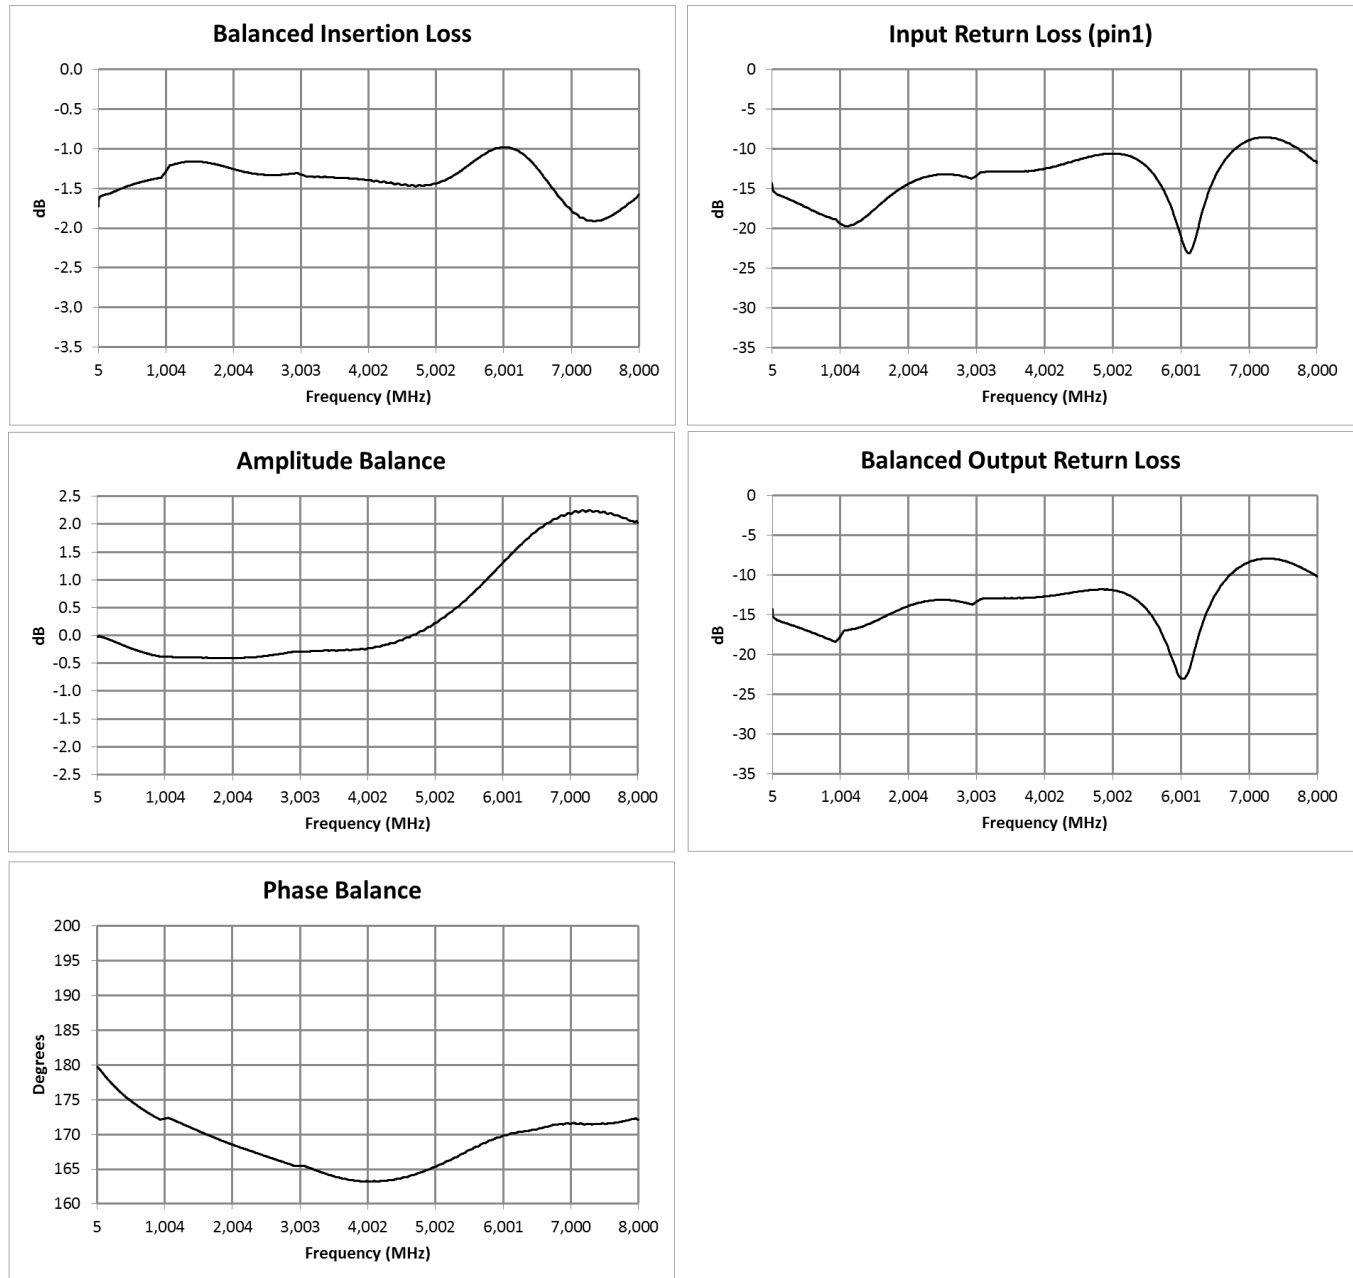 Balanced Insertion Loss
0.0
-0.5
-1.0
-1.5
-2.0
-2.5
-3.0
-3.5
dB
5 1,004 2,004 3,003 4,002 5,002 6,001 7,000 8,000
Frequency (MHz)
Input Return Loss (pin1)
0
-5
-10
-15
-20
-25
-30
-35
dB
5 1,004 2,004 3,003 4,002 5,002 6,001 7,000 8,000
Frequency (MHz)
Amplitude Balance
2.5
2.0
1.5
1.0
0.5
0.0
-0.5
-1.0
-1.5
-2.0
-2.5
dB
5 1,004 2,004 3,003 4,002 5,002 6,001 7,000 8,000
Frequency (MHz)
Balanced Output Return Loss
0
-5
-10
-15
-20
-25
-30
-35
dB
5 1,004 2,004 3,003 4,002 5,002 6,001 7,000 8,000
Frequency (MHz)
Phase Balance
200
195
190
185
180
175
170
165
160
Degrees
5 1,004 2,004 3,003 4,002 5,002 6,001 7,000 8,000
Frequency (MHz)